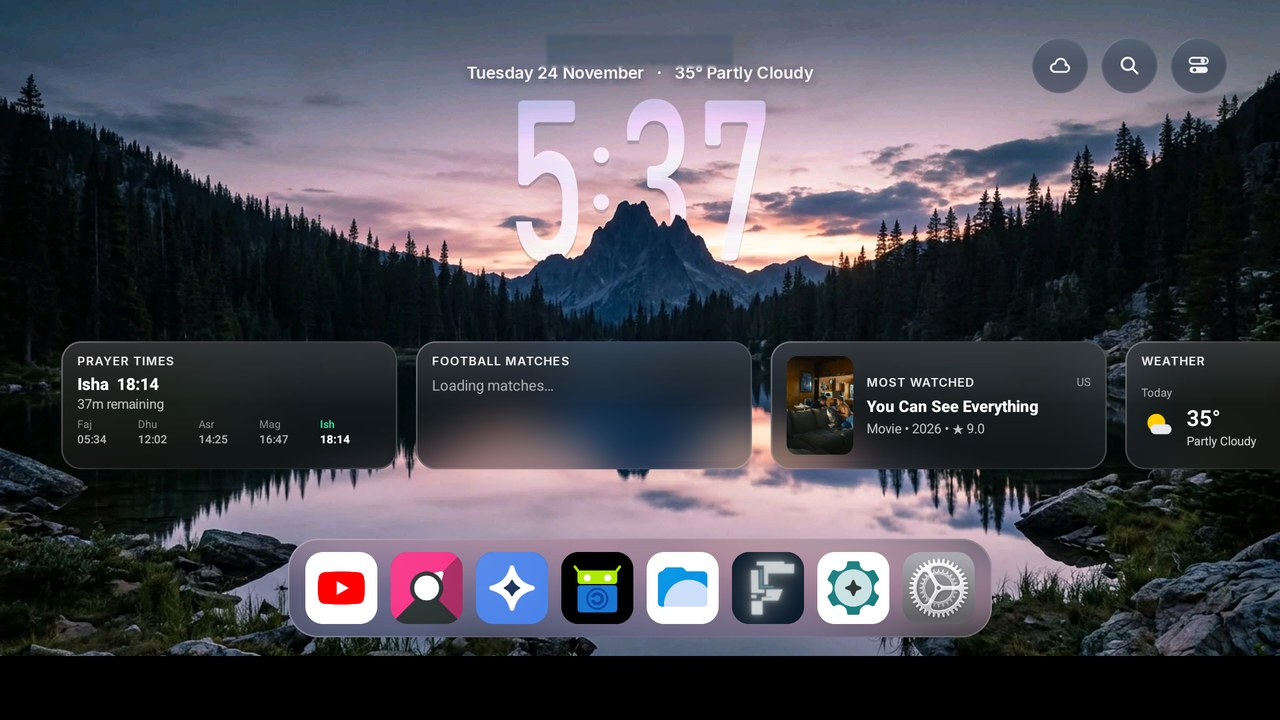 Tuesday 24 November · 35° Partly Cloudy
5:37
PRAYER TIMES
Isha 18:14
37m remaining
Faj Dhu Asr Mag Ish
05:34 12:02 14:25 16:47 18:14
FOOTBALL MATCHES
Loading matches…
MOST WATCHED US
You Can See Everything
Movie • 2026 • ★ 9.0
WEATHER
Today
35°
Partly Cloudy